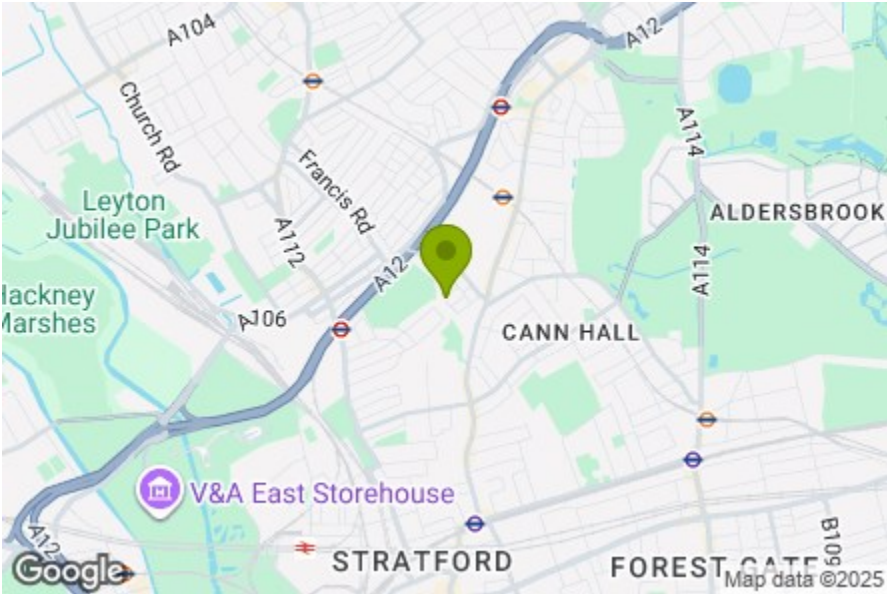 A104
A12
Church Rd
Francis Rd
A114
Leyton
Jubilee Park
A112
ALDERSBROOK
A12
A114
Hackney
Marshes
A106
CANN HALL
V&A East Storehouse
A12
STRATFORD
FOREST GATE
B109
Google
Map data ©2025